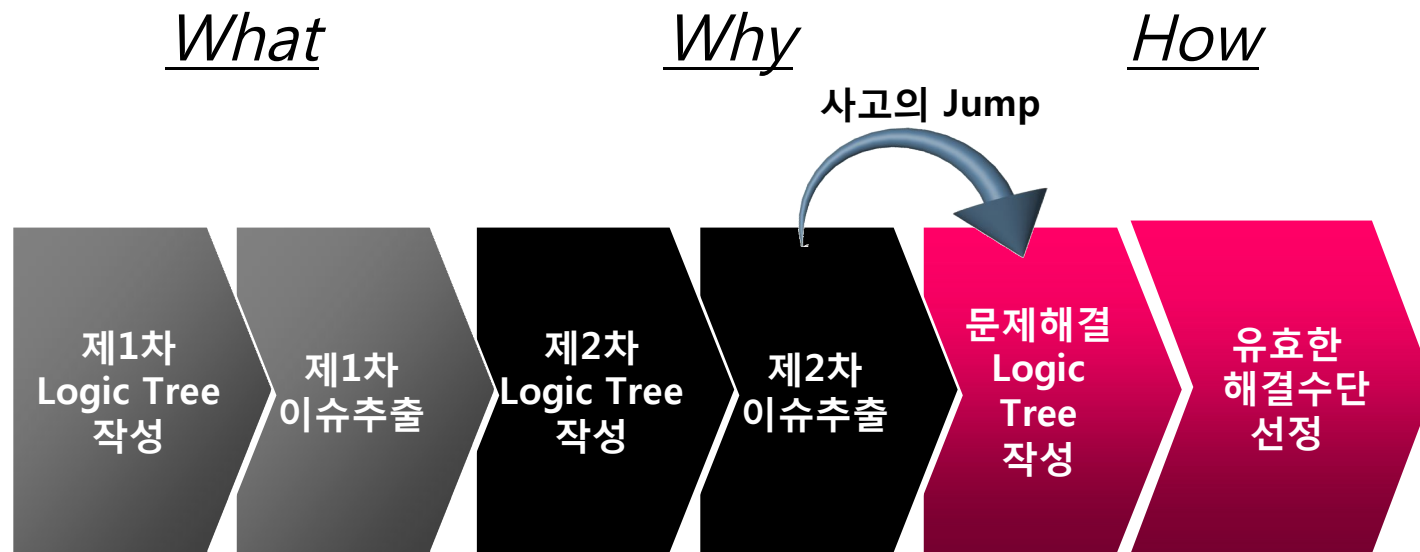 What
Why
How
사고의 Jump
제1차
Logic Tree
작성
제1차
이슈추출
제2차
Logic Tree
작성
제2차
이슈추출
문제해결
Logic
Tree
작성
유효한
해결수단
선정